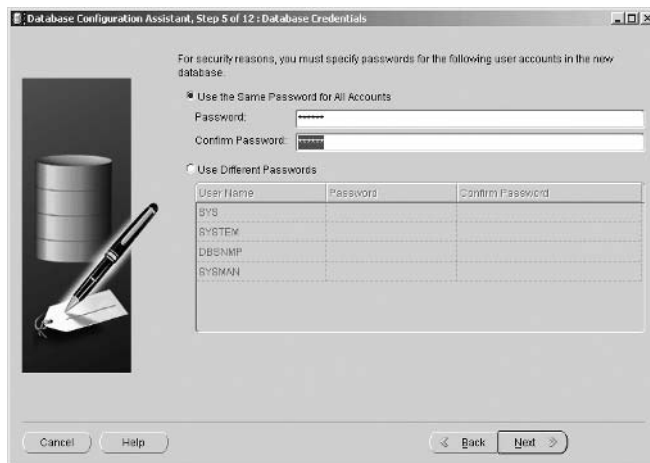 Database Configuration Assistant, Step 5 of 12 : Database Credentials
For security reasons, you must specify passwords for the following user accounts in the new
database.
Use the Same Password for All Accounts
Password: ******
Confirm Password: ******
Use Different Passwords
User Name Password Confirm Password
SYS
SYSTEM
DBSNMP
SYSMAN
Cancel Help Back Next